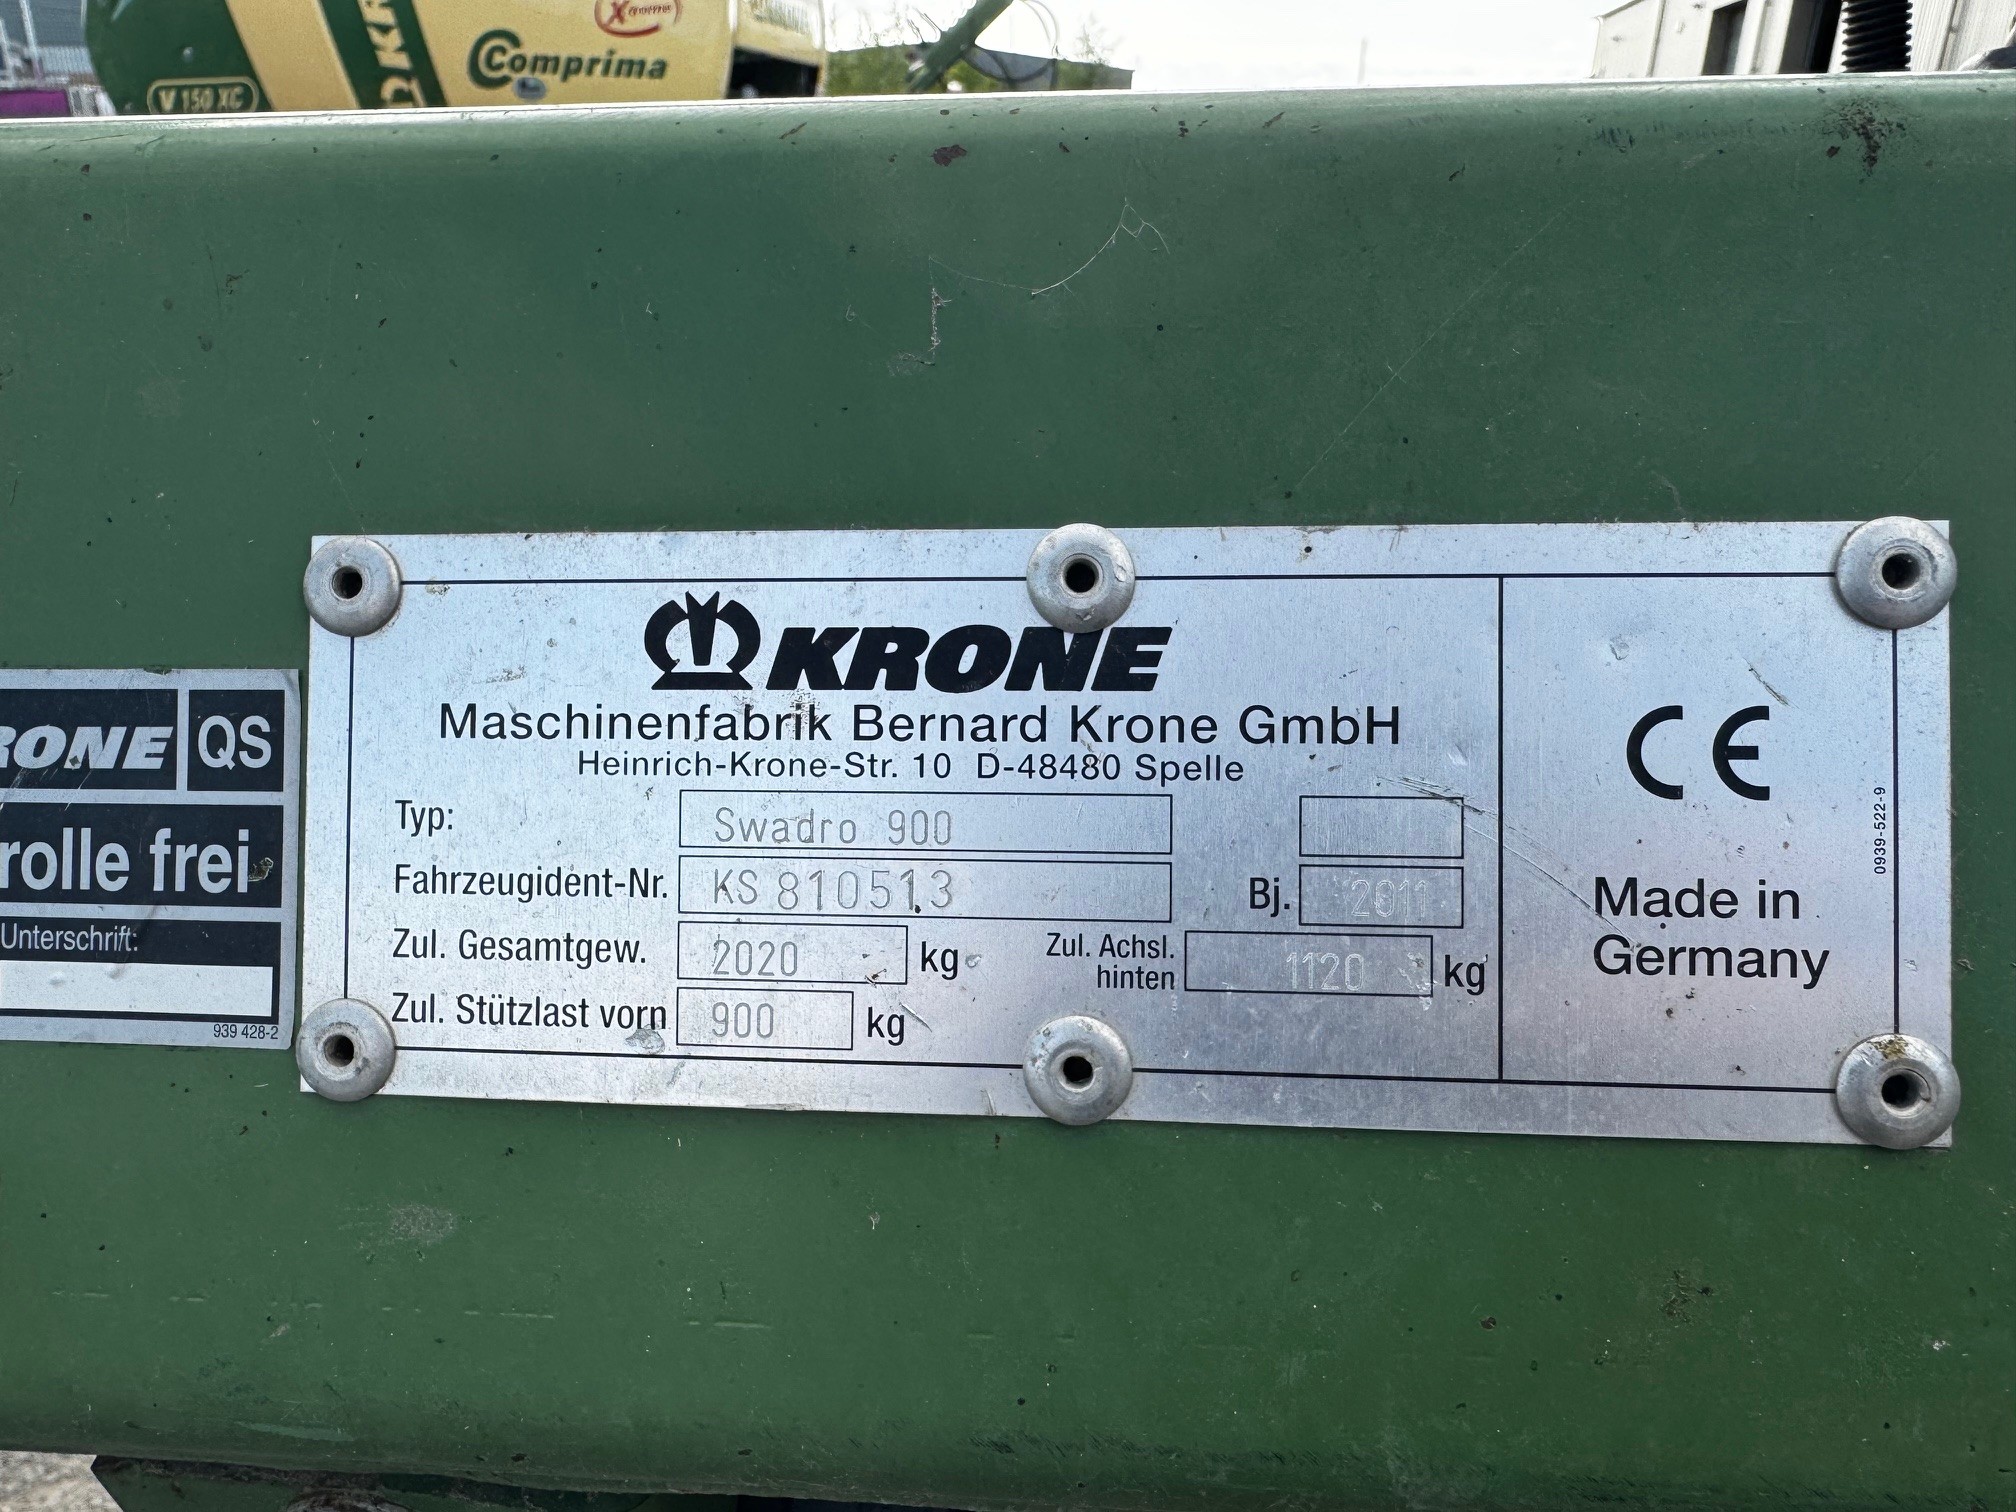 V 150 XC
KR
Comprima
X-treme
KRONE
Maschinenfabrik Bernard Krone GmbH
Heinrich-Krone-Str. 10 D-48480 Spelle
Typ: Swadro 900
Fahrzeugident-Nr. KS 810513 Bj. 2011
Zul. Gesamtgew. 2020 kg Zul. Achsl. hinten 1120 kg
Zul. Stützlast vorn 900 kg
CE
Made in
Germany
0939-522-9
RONE QS
rolle frei
Unterschrift:
939 428-2